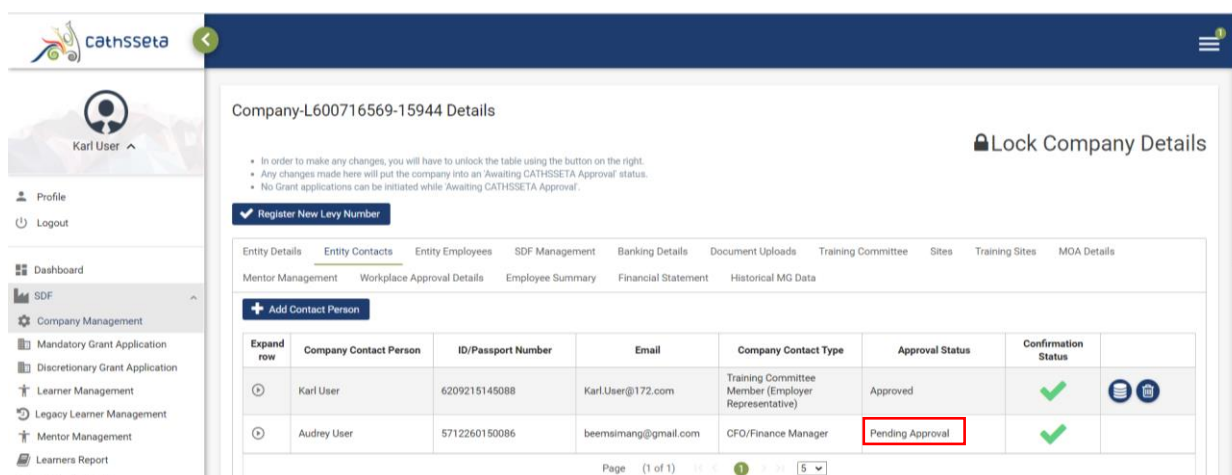 cathsseta
1
Karl User
Profile
Logout
Dashboard
SDF
Company Management
Mandatory Grant Application
Discretionary Grant Application
Learner Management
Legacy Learner Management
Mentor Management
Learners Report
Company-L600716569-15944 Details
Lock Company Details
In order to make any changes, you will have to unlock the table using the button on the right.
Any changes made here will put the company into an 'Awaiting CATHSSETA Approval' status.
No Grant applications can be initiated while 'Awaiting CATHSSETA Approval'.
Register New Levy Number
Entity Details Entity Contacts Entity Employees SDF Management Banking Details Document Uploads Training Committee Sites Training Sites MOA Details
Mentor Management Workplace Approval Details Employee Summary Financial Statement Historical MG Data
Add Contact Person
Expand row Company Contact Person ID/Passport Number Email Company Contact Type Approval Status Confirmation Status
Karl User 6209215145088 Karl.User@172.com Training Committee Member (Employer Representative) Approved
Audrey User 5712260150086 beemsimang@gmail.com CFO/Finance Manager Pending Approval
Page (1 of 1) 1 5